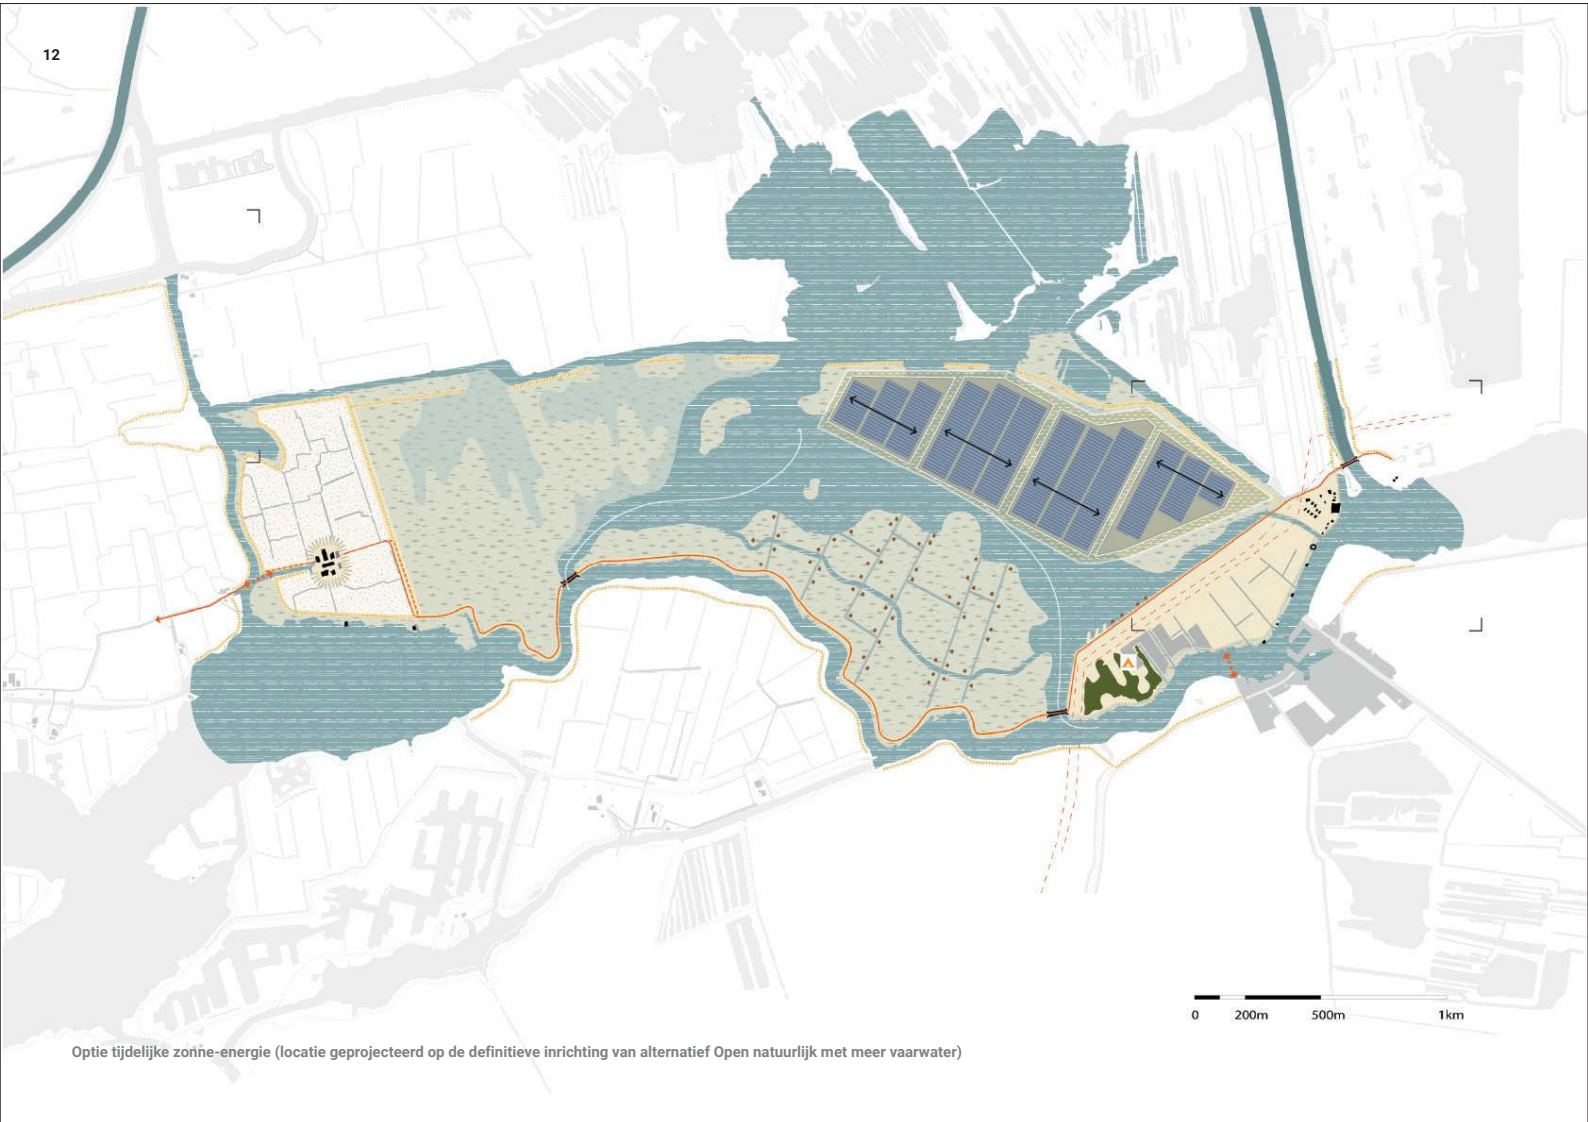 12
0 200m 500m 1km
Optie tijdelijke zonne-energie (locatie geprojecteerd op de definitieve inrichting van alternatief Open natuurlijk met meer vaarwater)